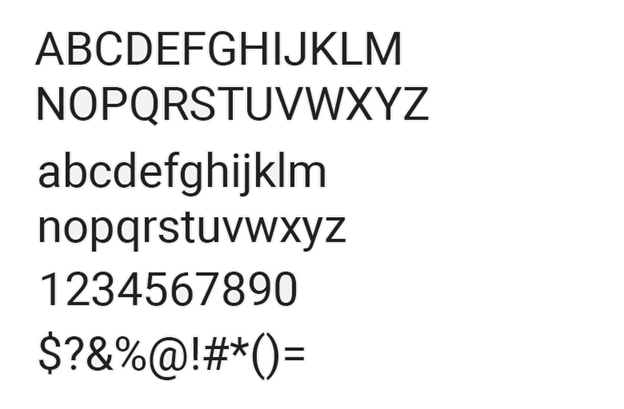 ABCDEFGHIJKLM
NOPQRSTUVWXYZ
abcdefghijklm
nopqrstuvwxyz
1234567890
$?&%@!#*()=